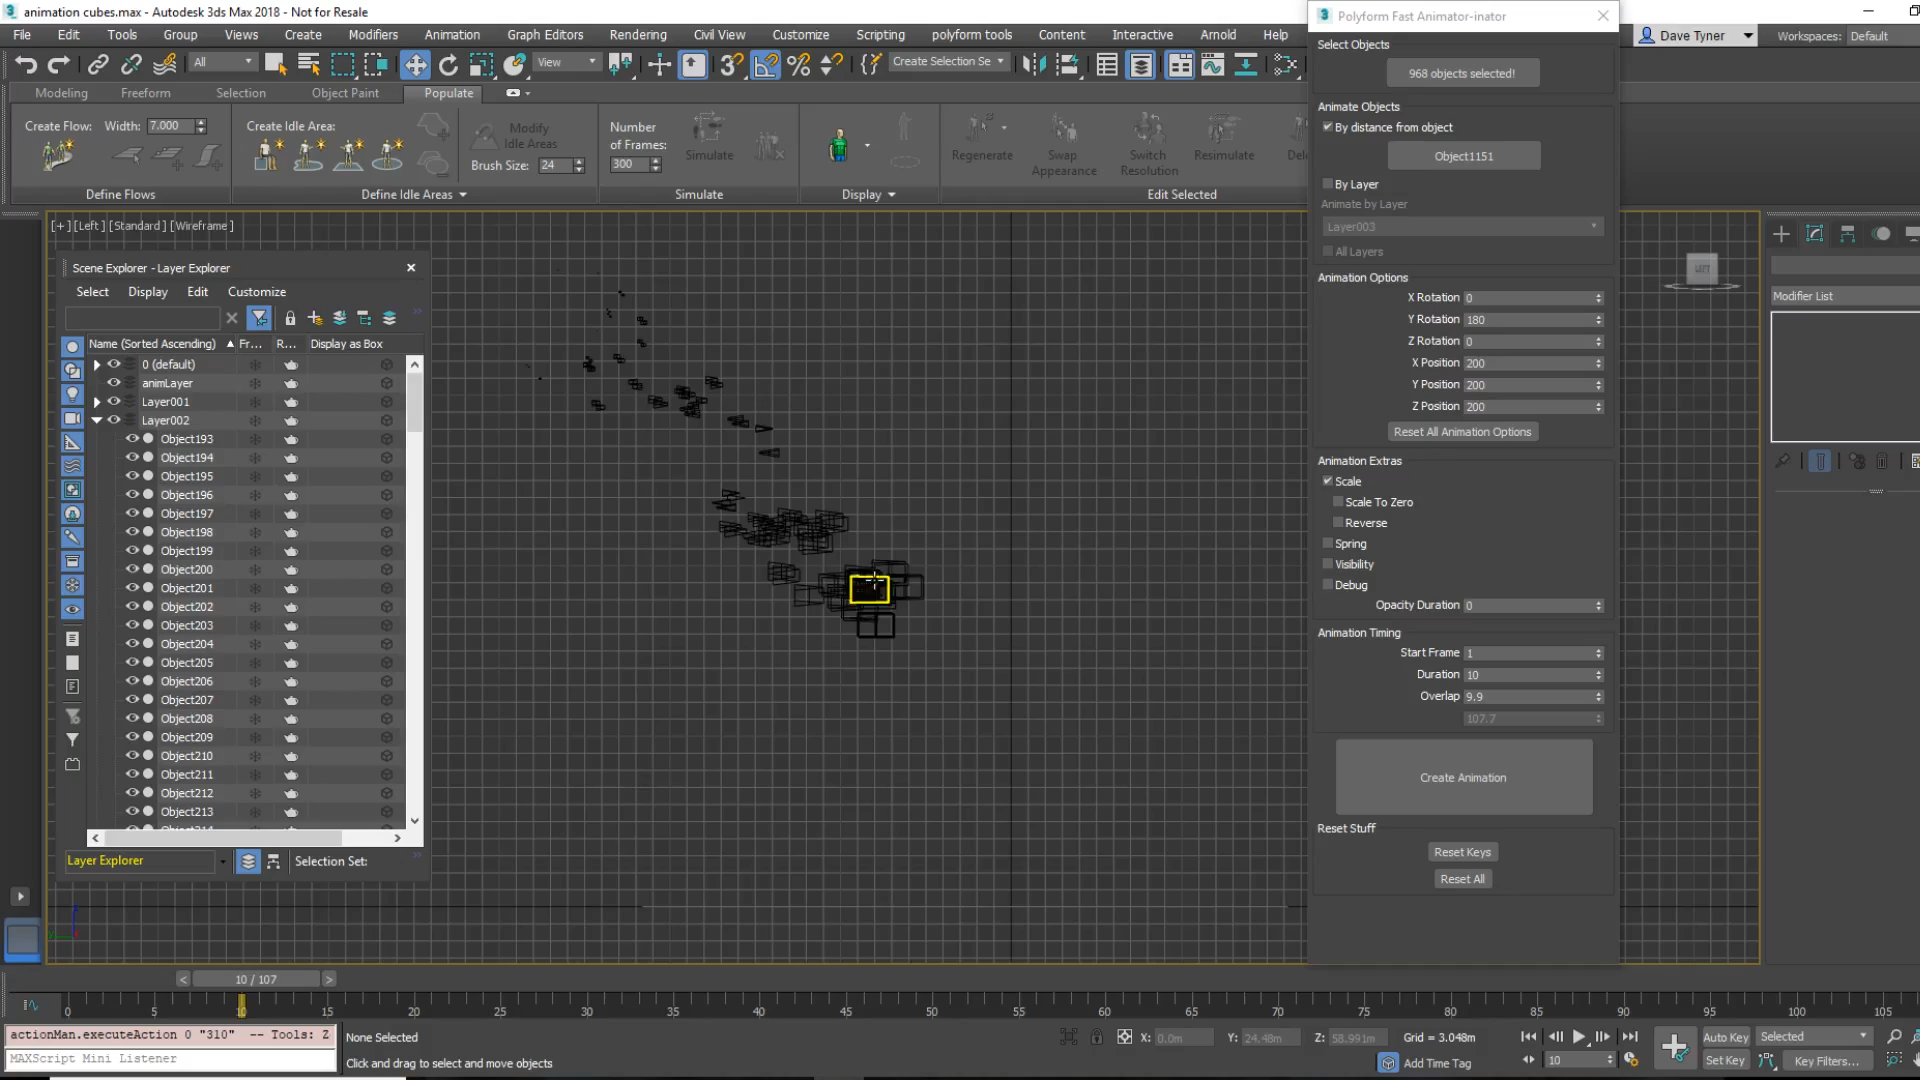 animation cubes.max - Autodesk 3ds Max 2018 - Not for Resale
File Edit Tools Group Views Create Modifiers Animation Graph Editors Rendering Civil View Customize Scripting polyform tools Content Interactive Arnold Help
Dave Tyner Workspaces: Default
All View Create Selection Se
Modeling Freeform Selection Object Paint Populate
Create Flow: Width: 7.000
Define Flows
Create Idle Area:
Modify Idle Areas
Brush Size: 24
Define Idle Areas
Number of Frames: 300
Simulate
Simulate
Display
Regenerate
Swap Appearance
Switch Resolution
Resimulate
Edit Selected
[+] [Left] [Standard] [Wireframe]
LEFT
Scene Explorer - Layer Explorer
Select Display Edit Customize
Name (Sorted Ascending) Fr... R... Display as Box
0 (default)
animLayer
Layer001
Layer002
Object193
Object194
Object195
Object196
Object197
Object198
Object199
Object200
Object201
Object202
Object203
Object204
Object205
Object206
Object207
Object208
Object209
Object210
Object211
Object212
Object213
Object214
Layer Explorer Selection Set:
Polyform Fast Animator-inator
Select Objects
968 objects selected!
Animate Objects
By distance from object
Object1151
By Layer
Animate by Layer
Layer003
All Layers
Animation Options
X Rotation 0
Y Rotation 180
Z Rotation 0
X Position 200
Y Position 200
Z Position 200
Reset All Animation Options
Animation Extras
Scale
Scale To Zero
Reverse
Spring
Visibility
Debug
Opacity Duration 0
Animation Timing
Start Frame 1
Duration 10
Overlap 9.9
107.7
Create Animation
Reset Stuff
Reset Keys
Reset All
Modifier List
10 / 107
0 5 10 15 20 25 30 35 40 45 50 55 60 65 70 75 80 85 90 95 100 105
actionMan.executeAction 0 "310" -- Tools: Z
MAXScript Mini Listener
None Selected
Click and drag to select and move objects
X: 0.0m Y: 24.48m Z: 58.991m Grid = 3.048m
Add Time Tag
10
Auto Key Selected
Set Key Key Filters...